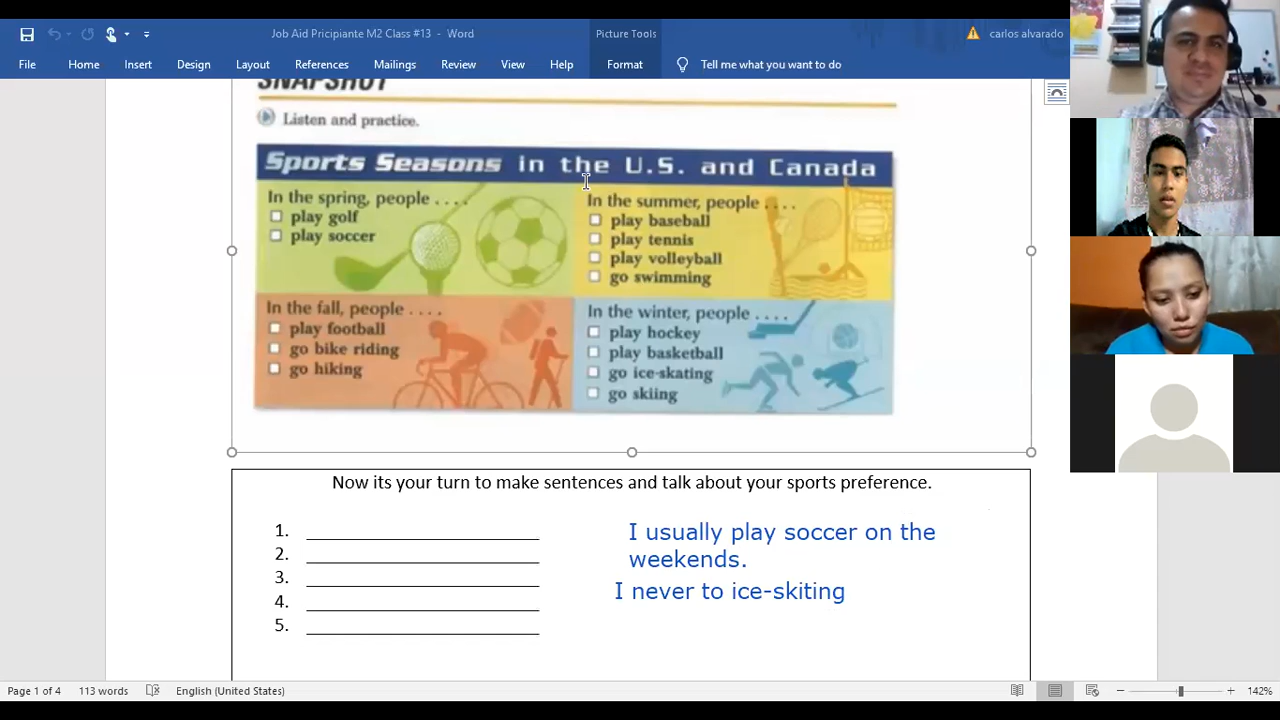 Job Aid Pricipiante M2 Class #13 - Word
Picture Tools
carlos alvarado
File Home Insert Design Layout References Mailings Review View Help Format Tell me what you want to do
SNAPSHOT
Listen and practice.
Sports Seasons in the U.S. and Canada
In the spring, people . . . .
play golf
play soccer
In the summer, people . . . .
play baseball
play tennis
play volleyball
go swimming
In the fall, people . . . .
play football
go bike riding
go hiking
In the winter, people . . . .
play hockey
play basketball
go ice-skating
go skiing
Now its your turn to make sentences and talk about your sports preference.
1.
2.
3.
4.
5.
I usually play soccer on the
weekends.
I never to ice-skiting
Page 1 of 4 113 words English (United States) 142%